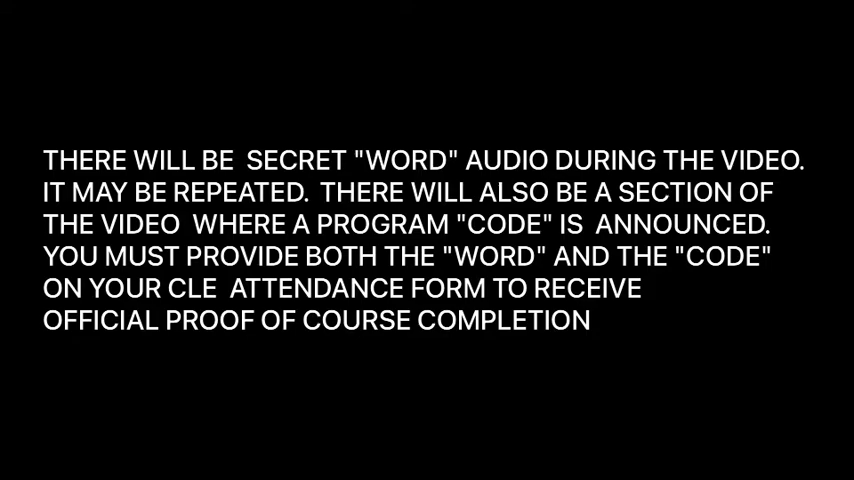 THERE WILL BE  SECRET "WORD" AUDIO DURING THE VIDEO.
IT MAY BE REPEATED.  THERE WILL ALSO BE A SECTION OF
THE VIDEO  WHERE A PROGRAM "CODE" IS  ANNOUNCED.
YOU MUST PROVIDE BOTH THE "WORD" AND THE "CODE"
ON YOUR CLE  ATTENDANCE FORM TO RECEIVE
OFFICIAL PROOF OF COURSE COMPLETION